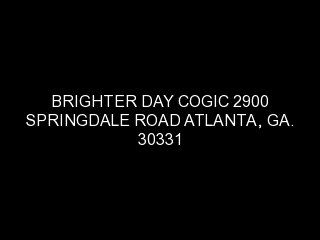 BRIGHTER DAY COGIC 2900
SPRINGDALE ROAD ATLANTA, GA.
30331